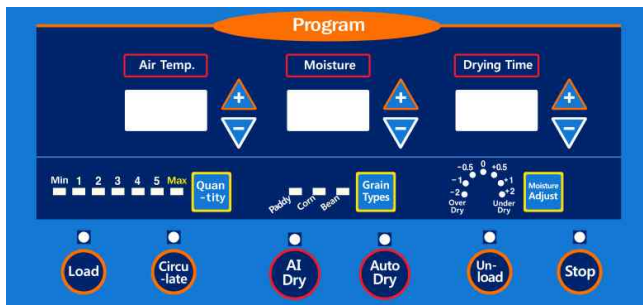 Program
Air Temp.
Moisture
Drying Time
+
+
+
−
−
−
Min 1 2 3 4 5 Max
Quan
-tity
Paddy
Corn
Bean
Grain
Types
-2
-1
-0.5
0
+0.5
+1
+2
Over
Dry
Under
Dry
Moisture
Adjust
Load
Circu
-late
AI
Dry
Auto
Dry
Un-
load
Stop